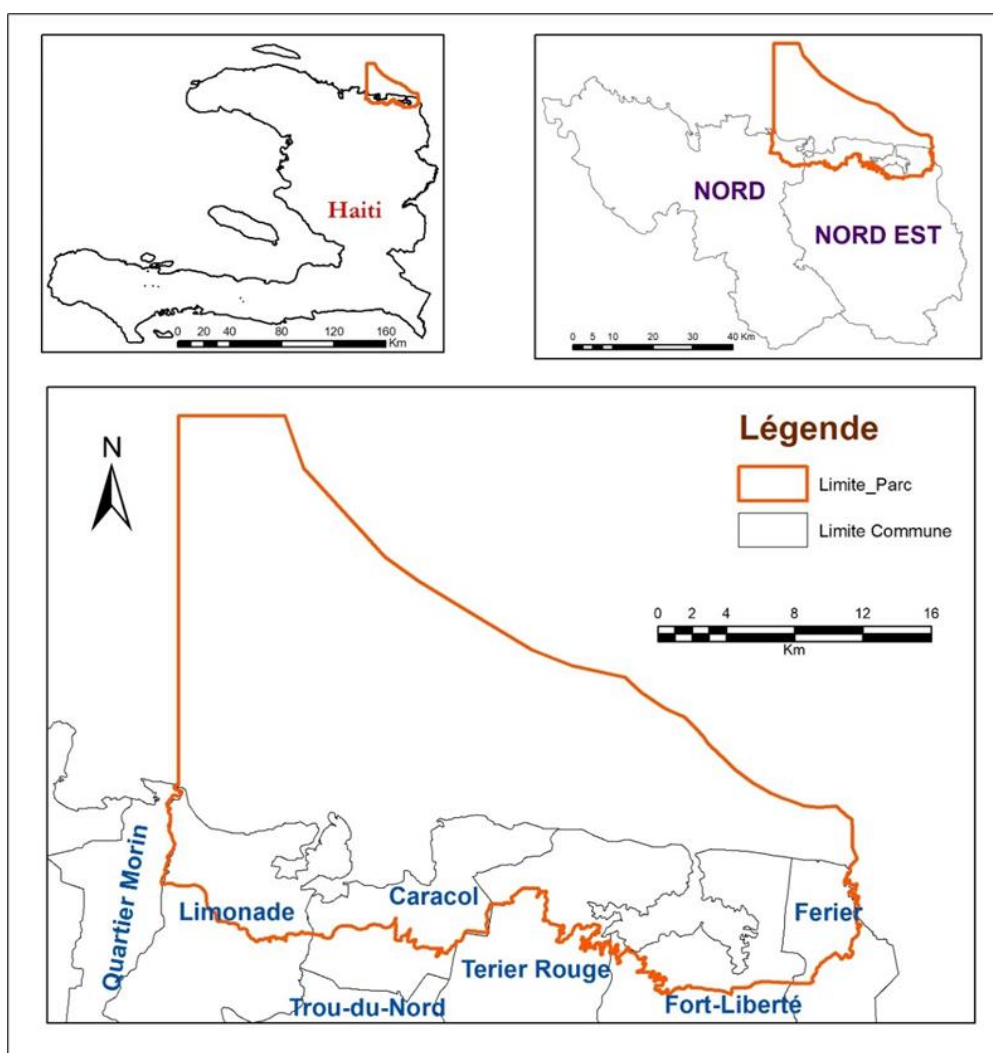 Haiti
0 20 40 80 120 160
Km
NORD
NORD EST
0 5 10 20 30 40 Km
N
Légende
Limite_Parc
Limite Commune
0 2 4 8 12 16
Km
Quartier Morin
Limonade
Caracol
Ferier
Terier Rouge
Trou-du-Nord
Fort-Liberté